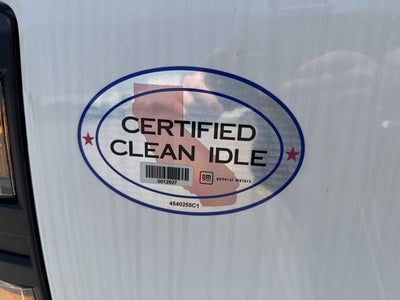 CERTIFIED
CLEAN IDLE
gm general motors
0012927
4540255C1